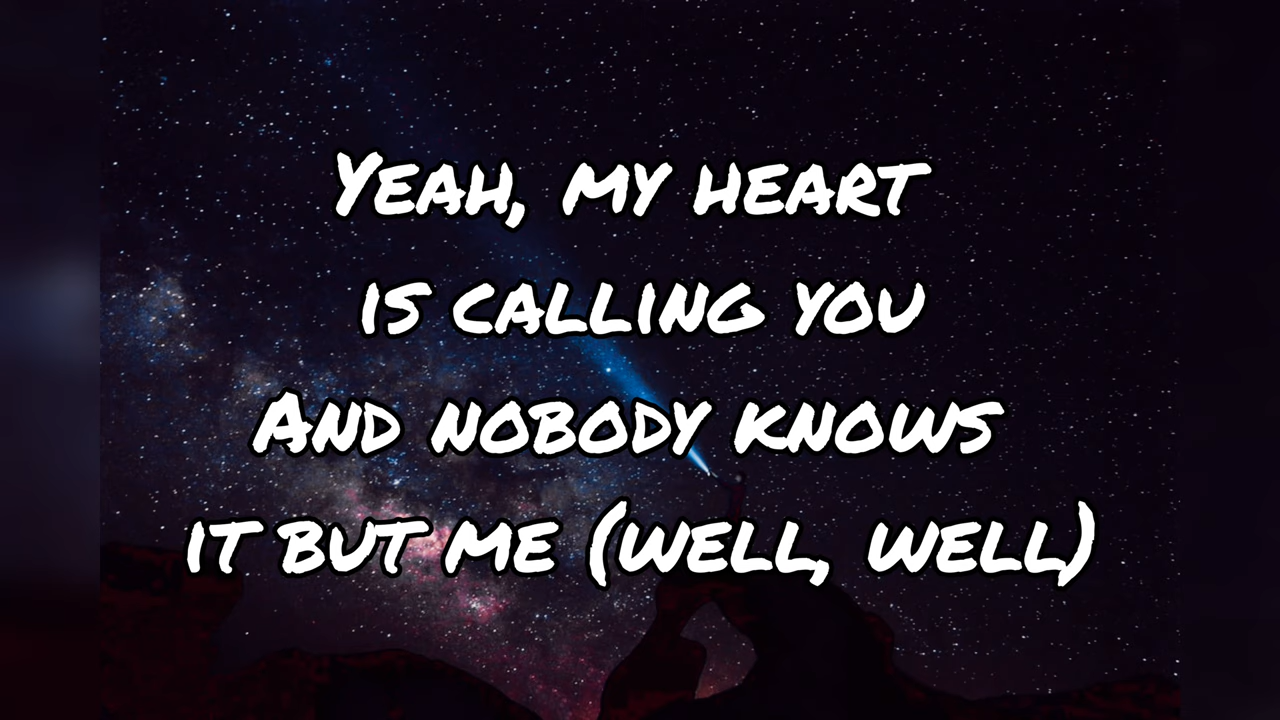 Yeah, my heart
is calling you
And nobody knows
it but me (well, well)